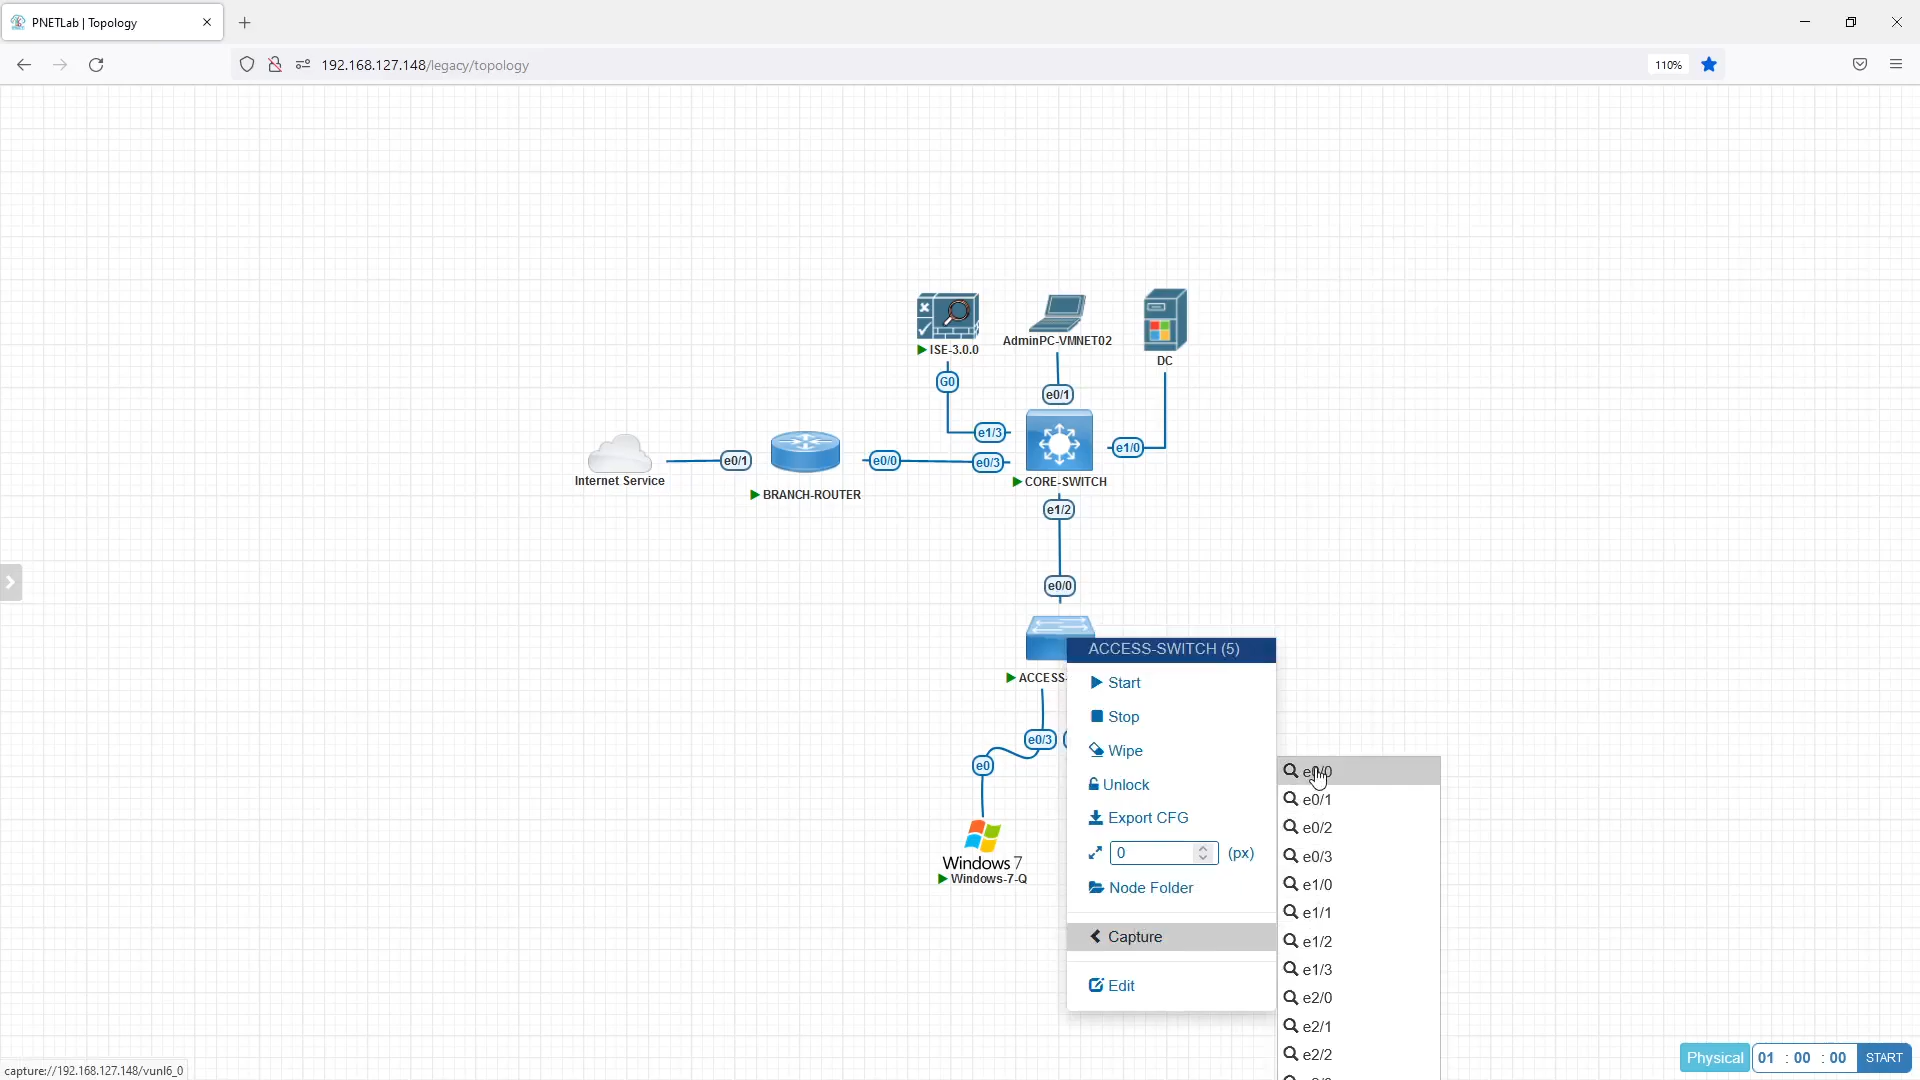 PNETLab | Topology
192.168.127.148/legacy/topology
110%
ISE-3.0.0
AdminPC-VMNET02
DC
G0
e0/1
e1/3
e1/0
e0/1
e0/0
e0/3
Internet Service
BRANCH-ROUTER
CORE-SWITCH
e1/2
e0/0
ACCESS-
ACCESS-SWITCH (5)
Start
Stop
Wipe
Unlock
Export CFG
0 (px)
Node Folder
Capture
Edit
e0/3
e0
Windows 7
Windows-7-Q
e0/0
e0/1
e0/2
e0/3
e1/0
e1/1
e1/2
e1/3
e2/0
e2/1
e2/2
Physical 01 : 00 : 00 START
capture://192.168.127.148/vunl6_0